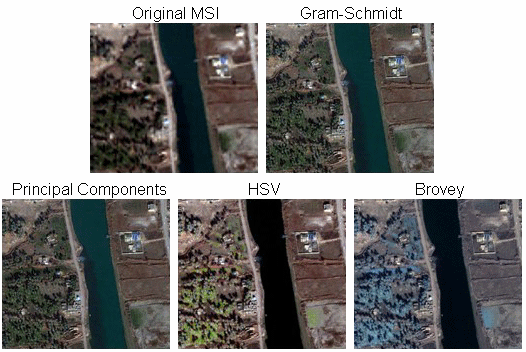 Original MSI
Gram-Schmidt
Principal Components
HSV
Brovey